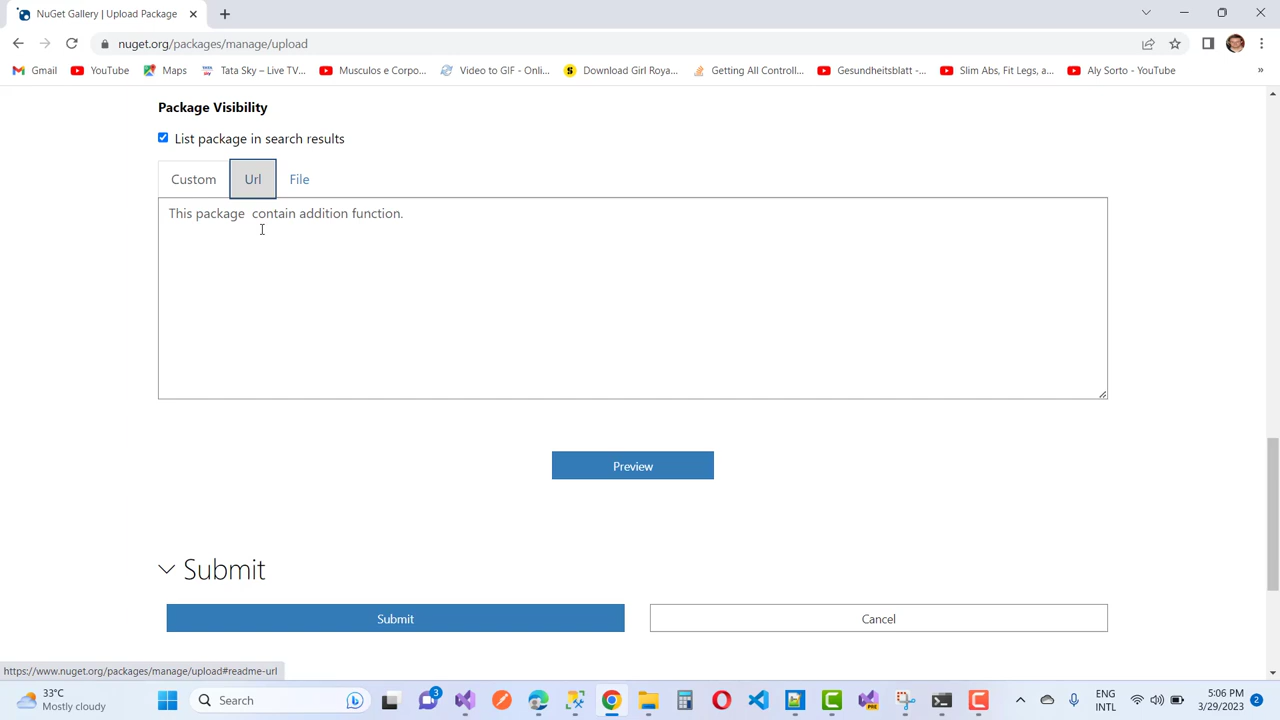 NuGet Gallery | Upload Package
nuget.org/packages/manage/upload
Gmail
YouTube
Maps
Tata Sky – Live TV...
Musculos e Corpo...
Video to GIF - Onli...
Download Girl Roya...
Getting All Controll...
Gesundheitsblatt -...
Slim Abs, Fit Legs, a...
Aly Sorto - YouTube
»
Package Visibility
List package in search results
Custom
Url
File
This package  contain addition function.
Preview
Submit
Submit
Cancel
https://www.nuget.org/packages/manage/upload#readme-url
33°C
Mostly cloudy
Search
3
ENG
INTL
5:06 PM
3/29/2023
2